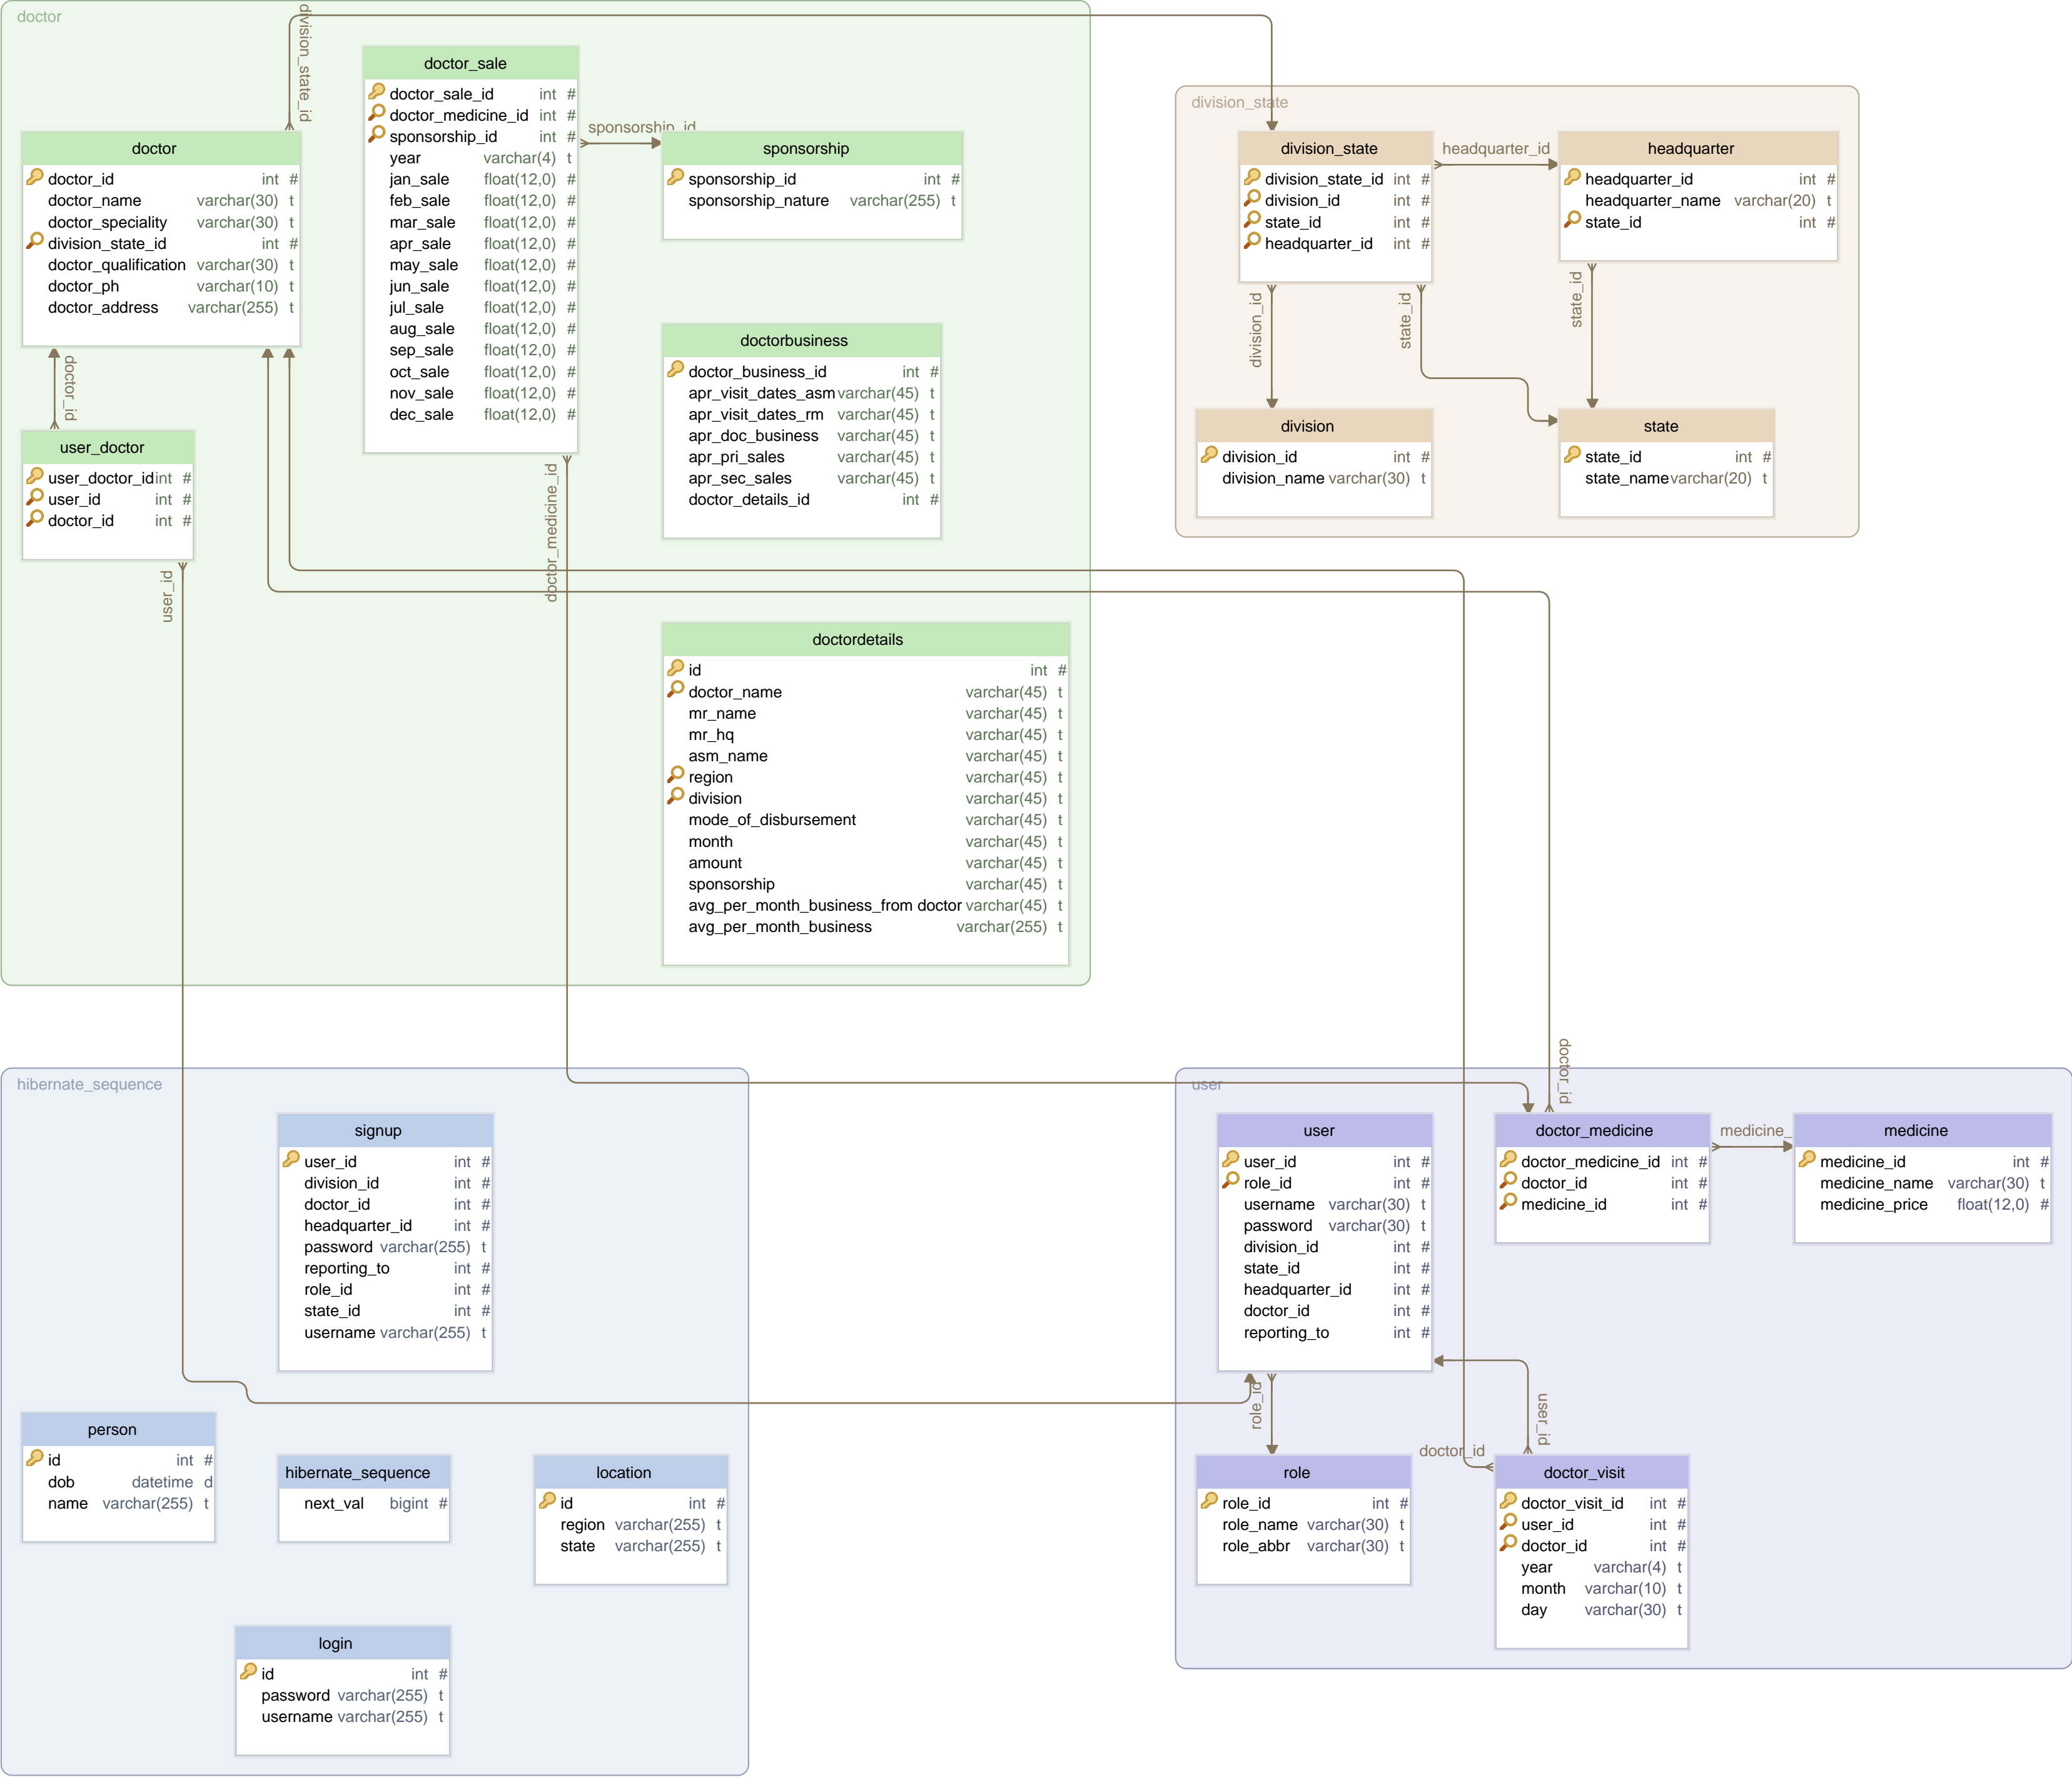 doctor
division_state_id
doctor_sale
doctor_sale_id int #
doctor_medicine_id int #
sponsorship_id int #
year varchar(4) t
jan_sale float(12,0) #
feb_sale float(12,0) #
mar_sale float(12,0) #
apr_sale float(12,0) #
may_sale float(12,0) #
jun_sale float(12,0) #
jul_sale float(12,0) #
aug_sale float(12,0) #
sep_sale float(12,0) #
oct_sale float(12,0) #
nov_sale float(12,0) #
dec_sale float(12,0) #
sponsorship_id
doctor
doctor_id int #
doctor_name varchar(30) t
doctor_speciality varchar(30) t
division_state_id int #
doctor_qualification varchar(30) t
doctor_ph varchar(10) t
doctor_address varchar(255) t
sponsorship
sponsorship_id int #
sponsorship_nature varchar(255) t
doctorbusiness
doctor_business_id int #
apr_visit_dates_asm varchar(45) t
apr_visit_dates_rm varchar(45) t
apr_doc_business varchar(45) t
apr_pri_sales varchar(45) t
apr_sec_sales varchar(45) t
doctor_details_id int #
doctor_id
user_doctor
user_doctor_id int #
user_id int #
doctor_id int #
user_id
doctor_medicine_id
doctordetails
id int #
doctor_name varchar(45) t
mr_name varchar(45) t
mr_hq varchar(45) t
asm_name varchar(45) t
region varchar(45) t
division varchar(45) t
mode_of_disbursement varchar(45) t
month varchar(45) t
amount varchar(45) t
sponsorship varchar(45) t
avg_per_month_business_from doctor varchar(45) t
avg_per_month_business varchar(255) t
division_state
division_state
division_state_id int #
division_id int #
state_id int #
headquarter_id int #
headquarter_id
headquarter
headquarter_id int #
headquarter_name varchar(20) t
state_id int #
division_id
state_id
state_id
division
division_id int #
division_name varchar(30) t
state
state_id int #
state_name varchar(20) t
hibernate_sequence
signup
user_id int #
division_id int #
doctor_id int #
headquarter_id int #
password varchar(255) t
reporting_to int #
role_id int #
state_id int #
username varchar(255) t
person
id int #
dob datetime d
name varchar(255) t
hibernate_sequence
next_val bigint #
location
id int #
region varchar(255) t
state varchar(255) t
login
id int #
password varchar(255) t
username varchar(255) t
user
doctor_id
user
user_id int #
role_id int #
username varchar(30) t
password varchar(30) t
division_id int #
state_id int #
headquarter_id int #
doctor_id int #
reporting_to int #
doctor_medicine
doctor_medicine_id int #
doctor_id int #
medicine_id int #
medicine_
medicine
medicine_id int #
medicine_name varchar(30) t
medicine_price float(12,0) #
role_id
user_id
doctor_id
role
role_id int #
role_name varchar(30) t
role_abbr varchar(30) t
doctor_visit
doctor_visit_id int #
user_id int #
doctor_id int #
year varchar(4) t
month varchar(10) t
day varchar(30) t